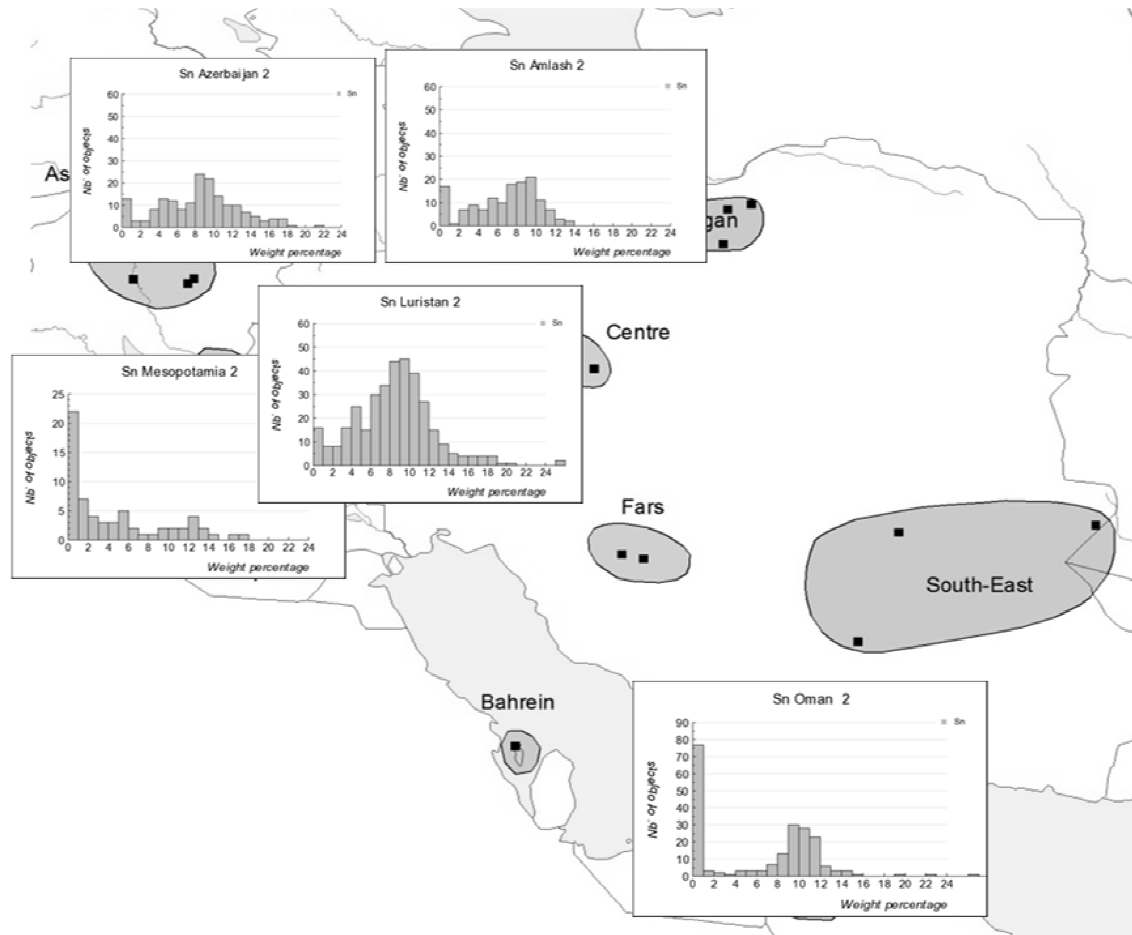 Sn Azerbaijan 2
Sn
Nb. of objects
60
50
40
30
20
10
0
0 2 4 6 8 10 12 14 16 18 20 22 24
Weight percentage
Sn Amlash 2
Sn
Nb. of objects
60
50
40
30
20
10
0
0 2 4 6 8 10 12 14 16 18 20 22 24
Weight percentage
As
gan
Sn Luristan 2
Sn
Nb. of objects
60
50
40
30
20
10
0
0 2 4 6 8 10 12 14 16 18 20 22 24
Weight percentage
Centre
Sn Mesopotamia 2
Nb. of objects
25
20
15
10
5
0
0 2 4 6 8 10 12 14 16 18 20 22 24
Weight percentage
Fars
South-East
Bahrein
Sn Oman 2
Sn
Nb. of objects
90
80
70
60
50
40
30
20
10
0
0 2 4 6 8 10 12 14 16 18 20 22 24
Weight percentage